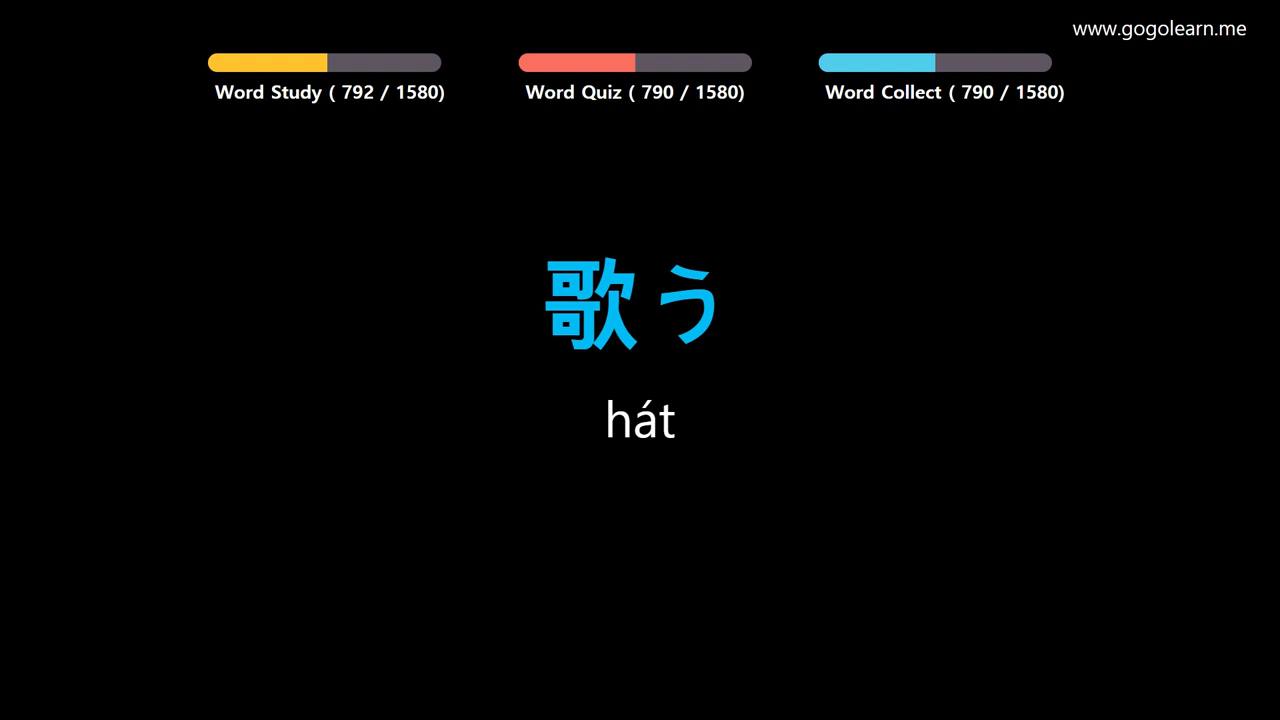 www.gogolearn.me
Word Study ( 792 / 1580)
Word Quiz ( 790 / 1580)
Word Collect ( 790 / 1580)
歌う
hát